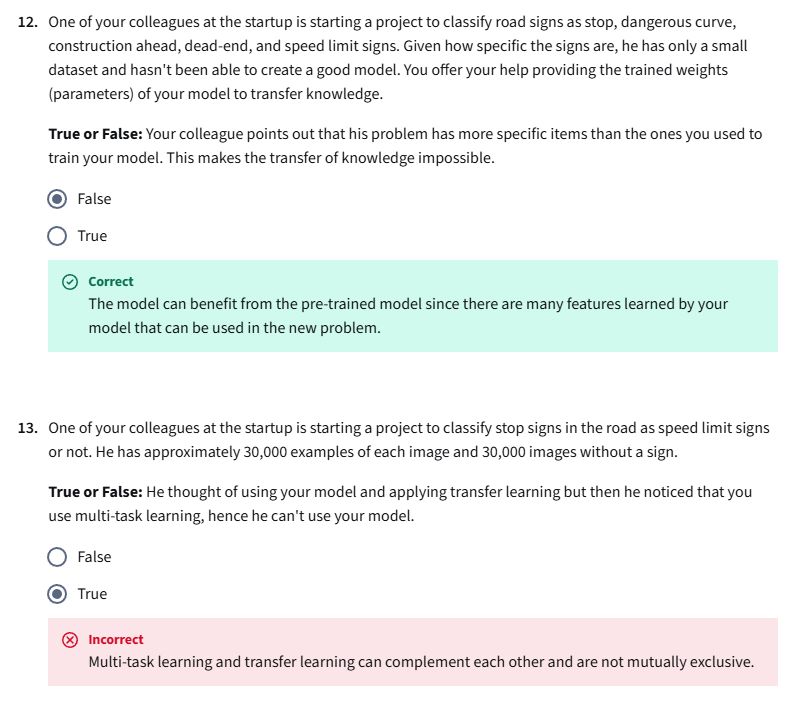 12. One of your colleagues at the startup is starting a project to classify road signs as stop, dangerous curve,
construction ahead, dead-end, and speed limit signs. Given how specific the signs are, he has only a small
dataset and hasn't been able to create a good model. You offer your help providing the trained weights
(parameters) of your model to transfer knowledge.
True or False: Your colleague points out that his problem has more specific items than the ones you used to
train your model. This makes the transfer of knowledge impossible.
False
True
Correct
The model can benefit from the pre-trained model since there are many features learned by your
model that can be used in the new problem.
13. One of your colleagues at the startup is starting a project to classify stop signs in the road as speed limit signs
or not. He has approximately 30,000 examples of each image and 30,000 images without a sign.
True or False: He thought of using your model and applying transfer learning but then he noticed that you
use multi-task learning, hence he can't use your model.
False
True
Incorrect
Multi-task learning and transfer learning can complement each other and are not mutually exclusive.